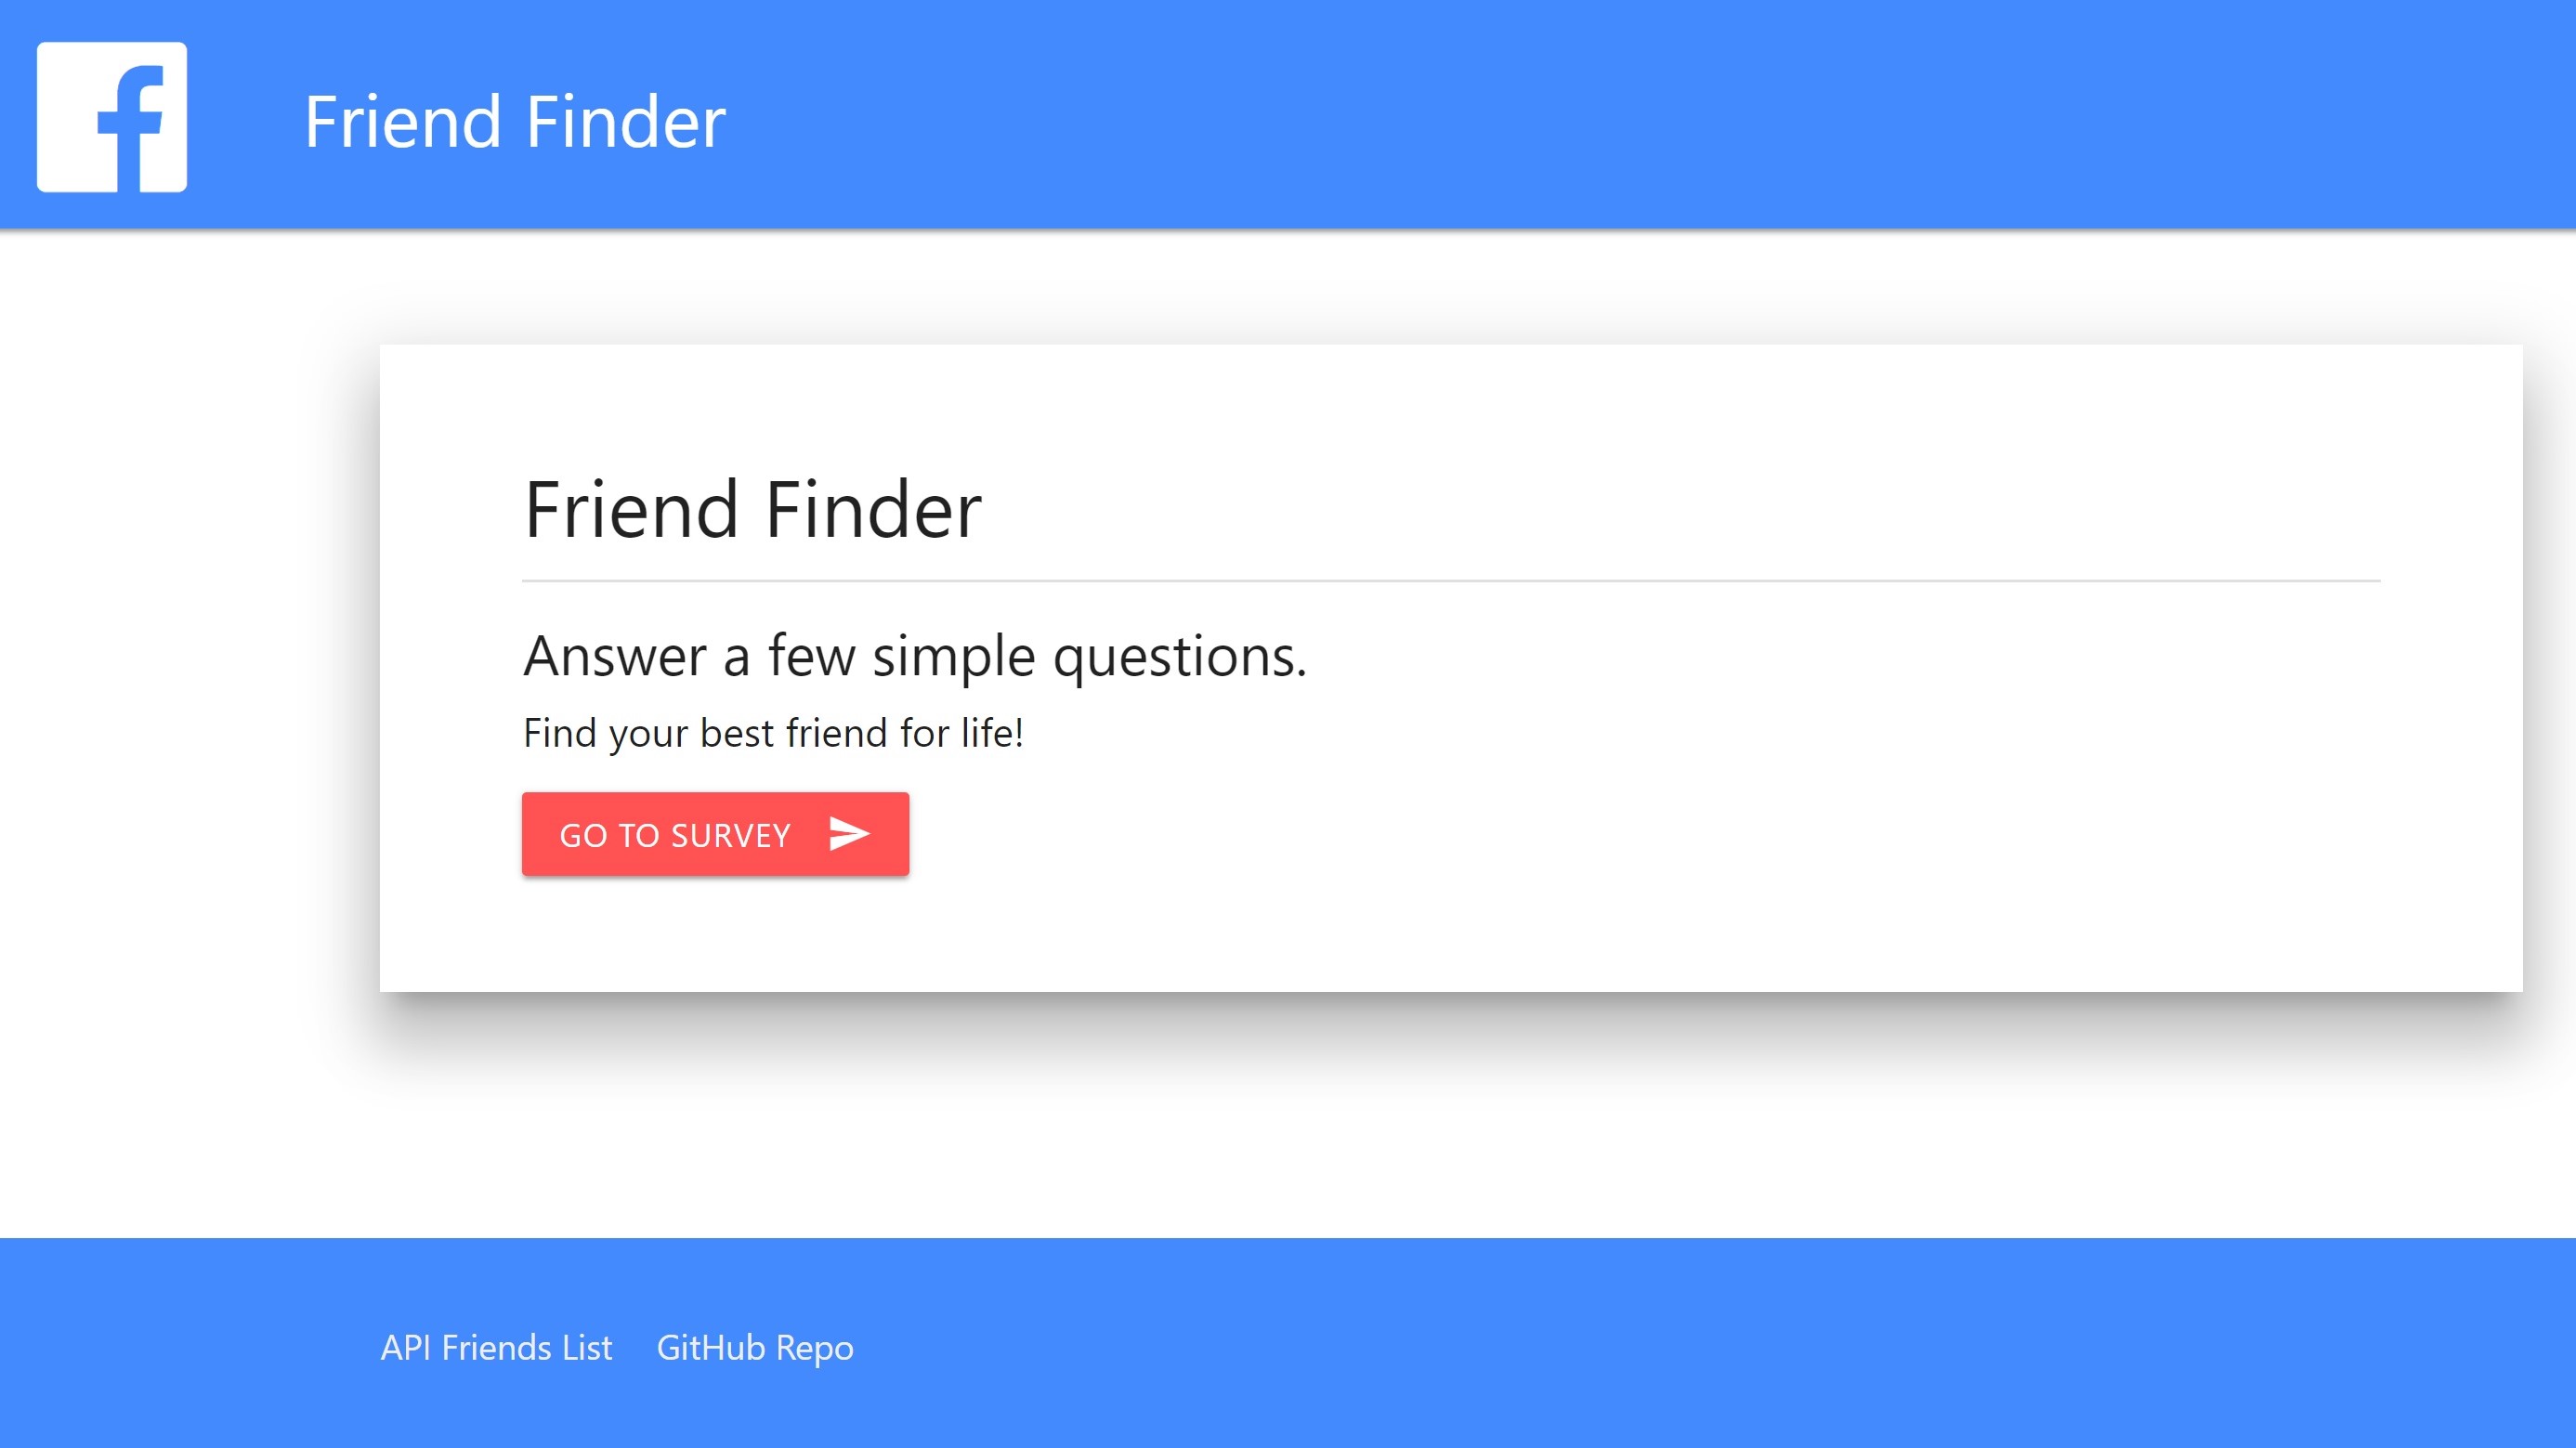 Friend Finder
Friend Finder
Answer a few simple questions.
Find your best friend for life!
GO TO SURVEY
API Friends List
GitHub Repo